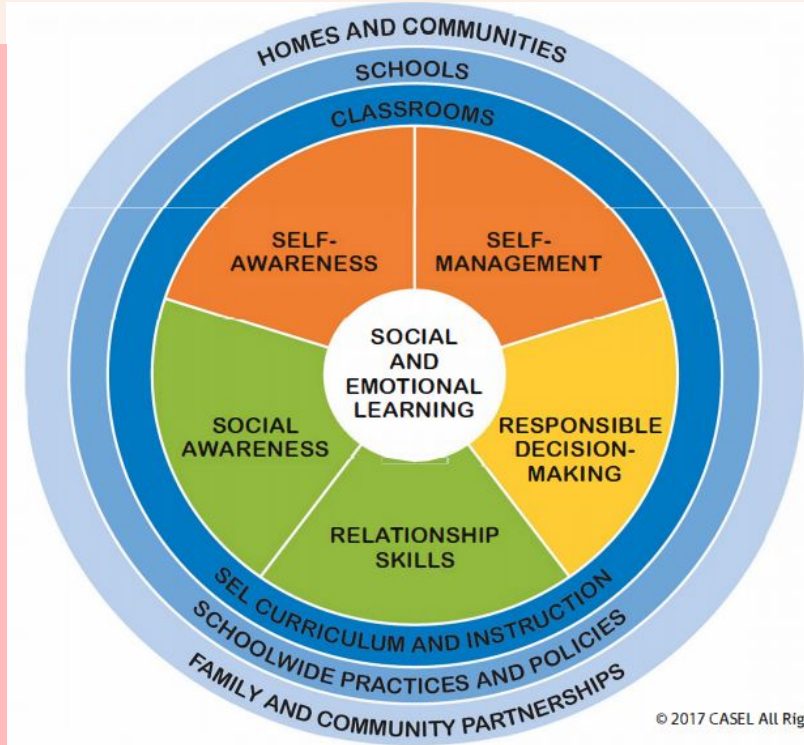 HOMES AND COMMUNITIES
SCHOOLS
CLASSROOMS
SELF-
AWARENESS
SELF-
MANAGEMENT
SOCIAL
AND
EMOTIONAL
LEARNING
SOCIAL
AWARENESS
RESPONSIBLE
DECISION-
MAKING
RELATIONSHIP
SKILLS
SEL CURRICULUM AND INSTRUCTION
SCHOOLWIDE PRACTICES AND POLICIES
FAMILY AND COMMUNITY PARTNERSHIPS
© 2017 CASEL All Rig